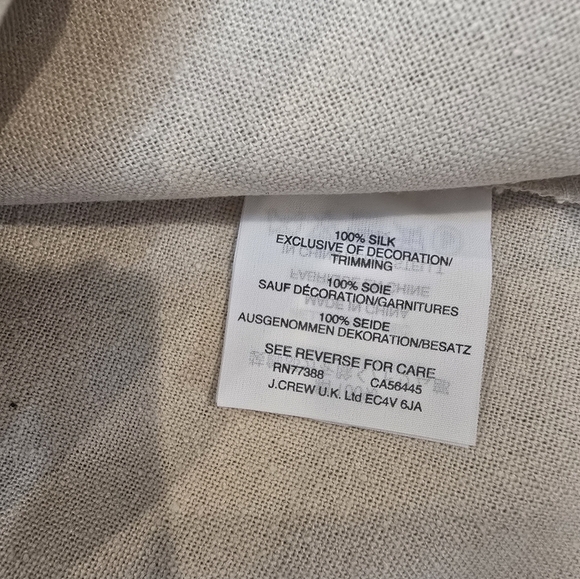 100% SILK
EXCLUSIVE OF DECORATION/
TRIMMING
100% SOIE
SAUF DÉCORATION/GARNITURES
100% SEIDE
AUSGENOMMEN DEKORATION/BESATZ
SEE REVERSE FOR CARE
RN77388 CA56445
J.CREW U.K. Ltd EC4V 6JA